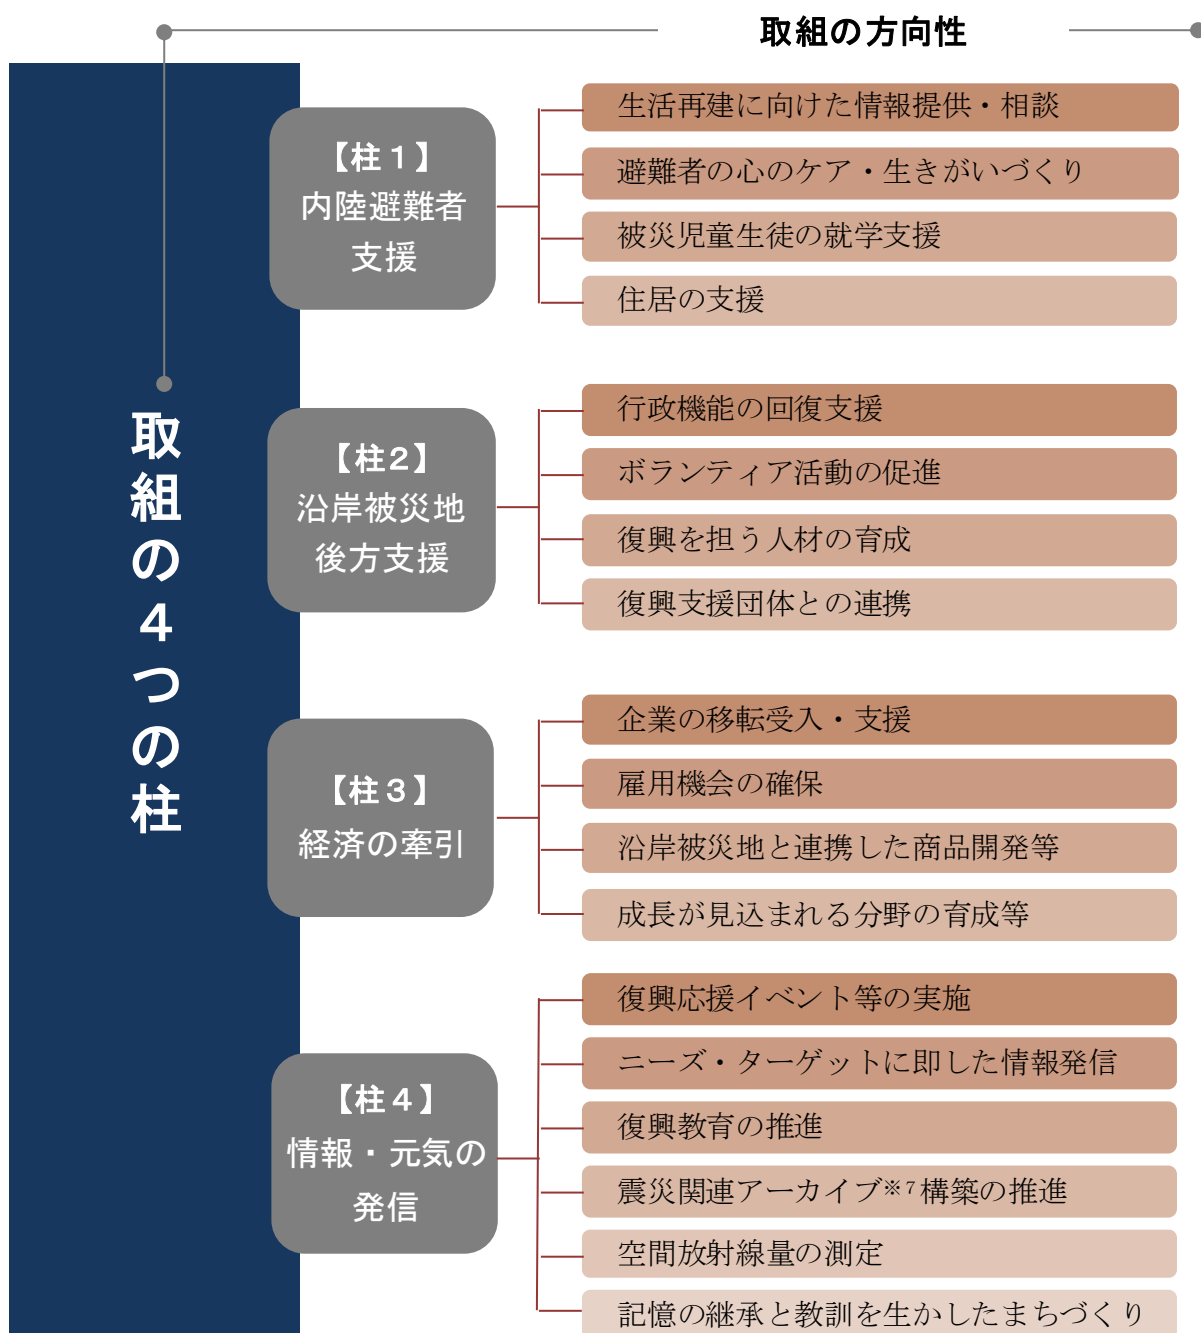 取組の方向性
取組の４つの柱
【柱１】
内陸避難者
支援
生活再建に向けた情報提供・相談
避難者の心のケア・生きがいづくり
被災児童生徒の就学支援
住居の支援
【柱２】
沿岸被災地
後方支援
行政機能の回復支援
ボランティア活動の促進
復興を担う人材の育成
復興支援団体との連携
【柱３】
経済の牽引
企業の移転受入・支援
雇用機会の確保
沿岸被災地と連携した商品開発等
成長が見込まれる分野の育成等
【柱４】
情報・元気の
発信
復興応援イベント等の実施
ニーズ・ターゲットに即した情報発信
復興教育の推進
震災関連アーカイブ※7構築の推進
空間放射線量の測定
記憶の継承と教訓を生かしたまちづくり